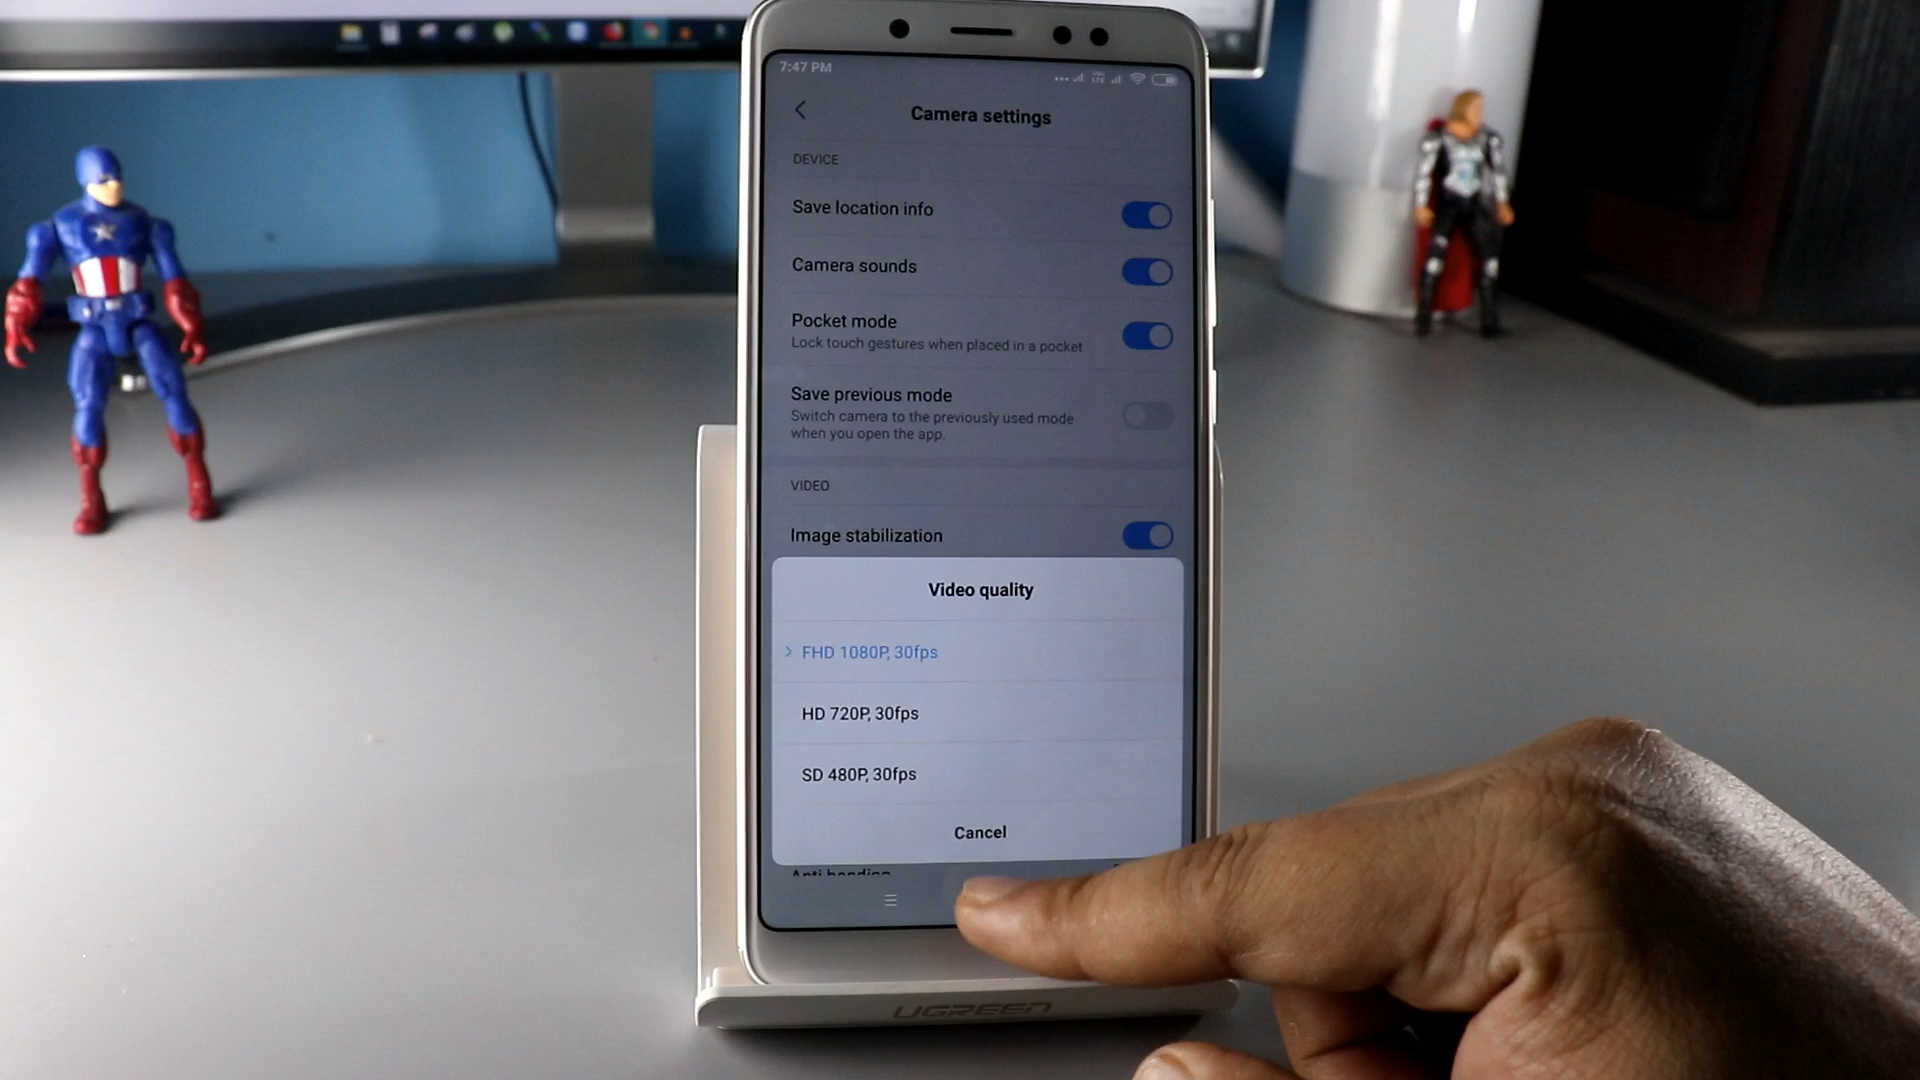 7:47 PM
Camera settings
DEVICE
Save location info
Camera sounds
Pocket mode
Lock touch gestures when placed in a pocket
Save previous mode
Switch camera to the previously used mode
when you open the app.
VIDEO
Image stabilization
Video quality
FHD 1080P, 30fps
HD 720P, 30fps
SD 480P, 30fps
Cancel
Anti banding
UGREEN